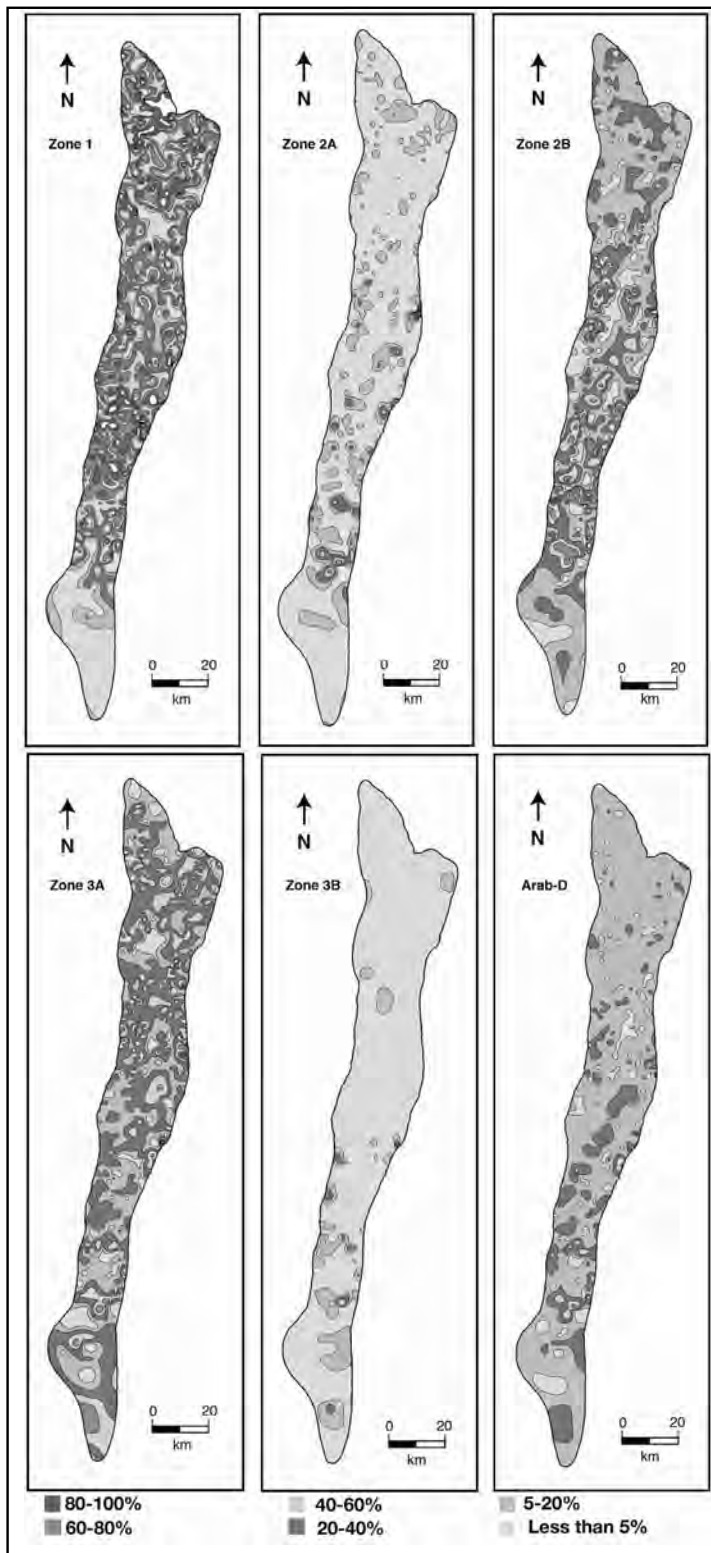 N
Zone 1
0 20
km
N
Zone 2A
0 20
km
N
Zone 2B
0 20
km
N
Zone 3A
0 20
km
N
Zone 3B
0 20
km
N
Arab-D
0 20
km
80-100%
60-80%
40-60%
20-40%
5-20%
Less than 5%